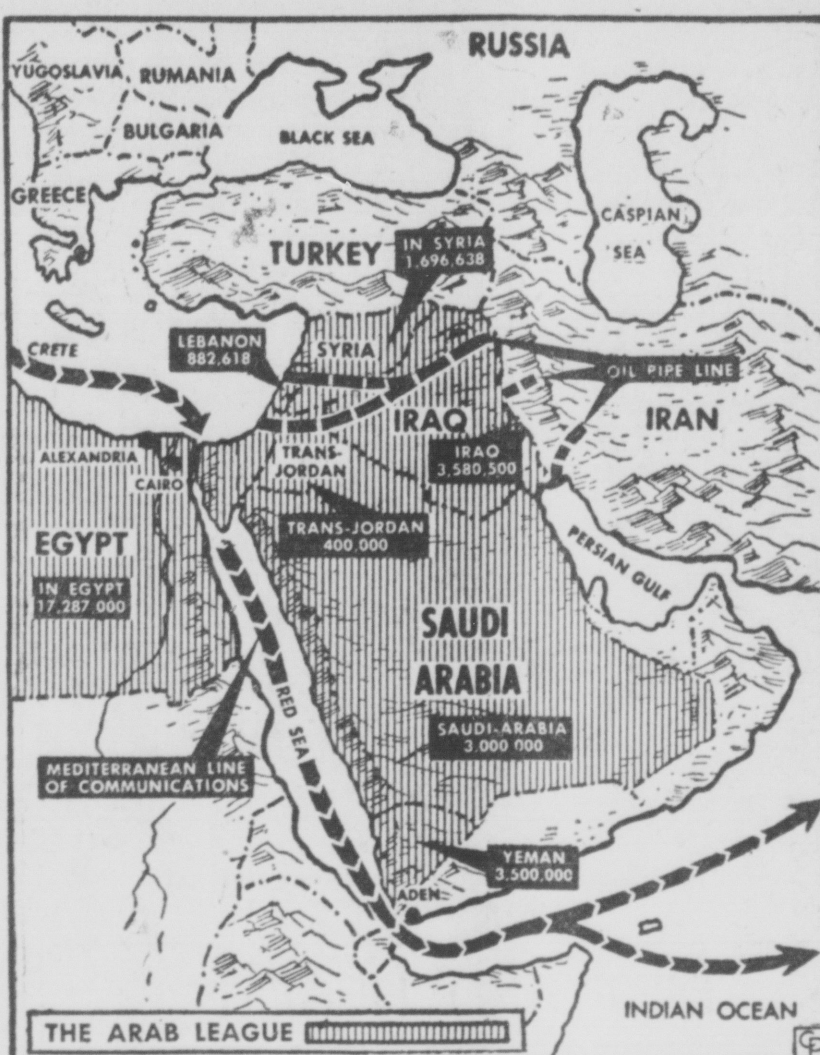 RUSSIA
YUGOSLAVIA
RUMANIA
BULGARIA
BLACK SEA
GREECE
CASPIAN
SEA
TURKEY
IN SYRIA
1,696,638
LEBANON
882,618
SYRIA
CRETE
OIL PIPE LINE
IRAQ
IRAN
ALEXANDRIA
TRANS-
JORDAN
IRAQ
3,580,500
CAIRO
EGYPT
TRANS-JORDAN
400,000
PERSIAN GULF
IN EGYPT
17,287,000
SAUDI
ARABIA
RED SEA
SAUDI-ARABIA
3,000 000
MEDITERRANEAN LINE
OF COMMUNICATIONS
YEMAN
3,500,000
ADEN
INDIAN OCEAN
THE ARAB LEAGUE